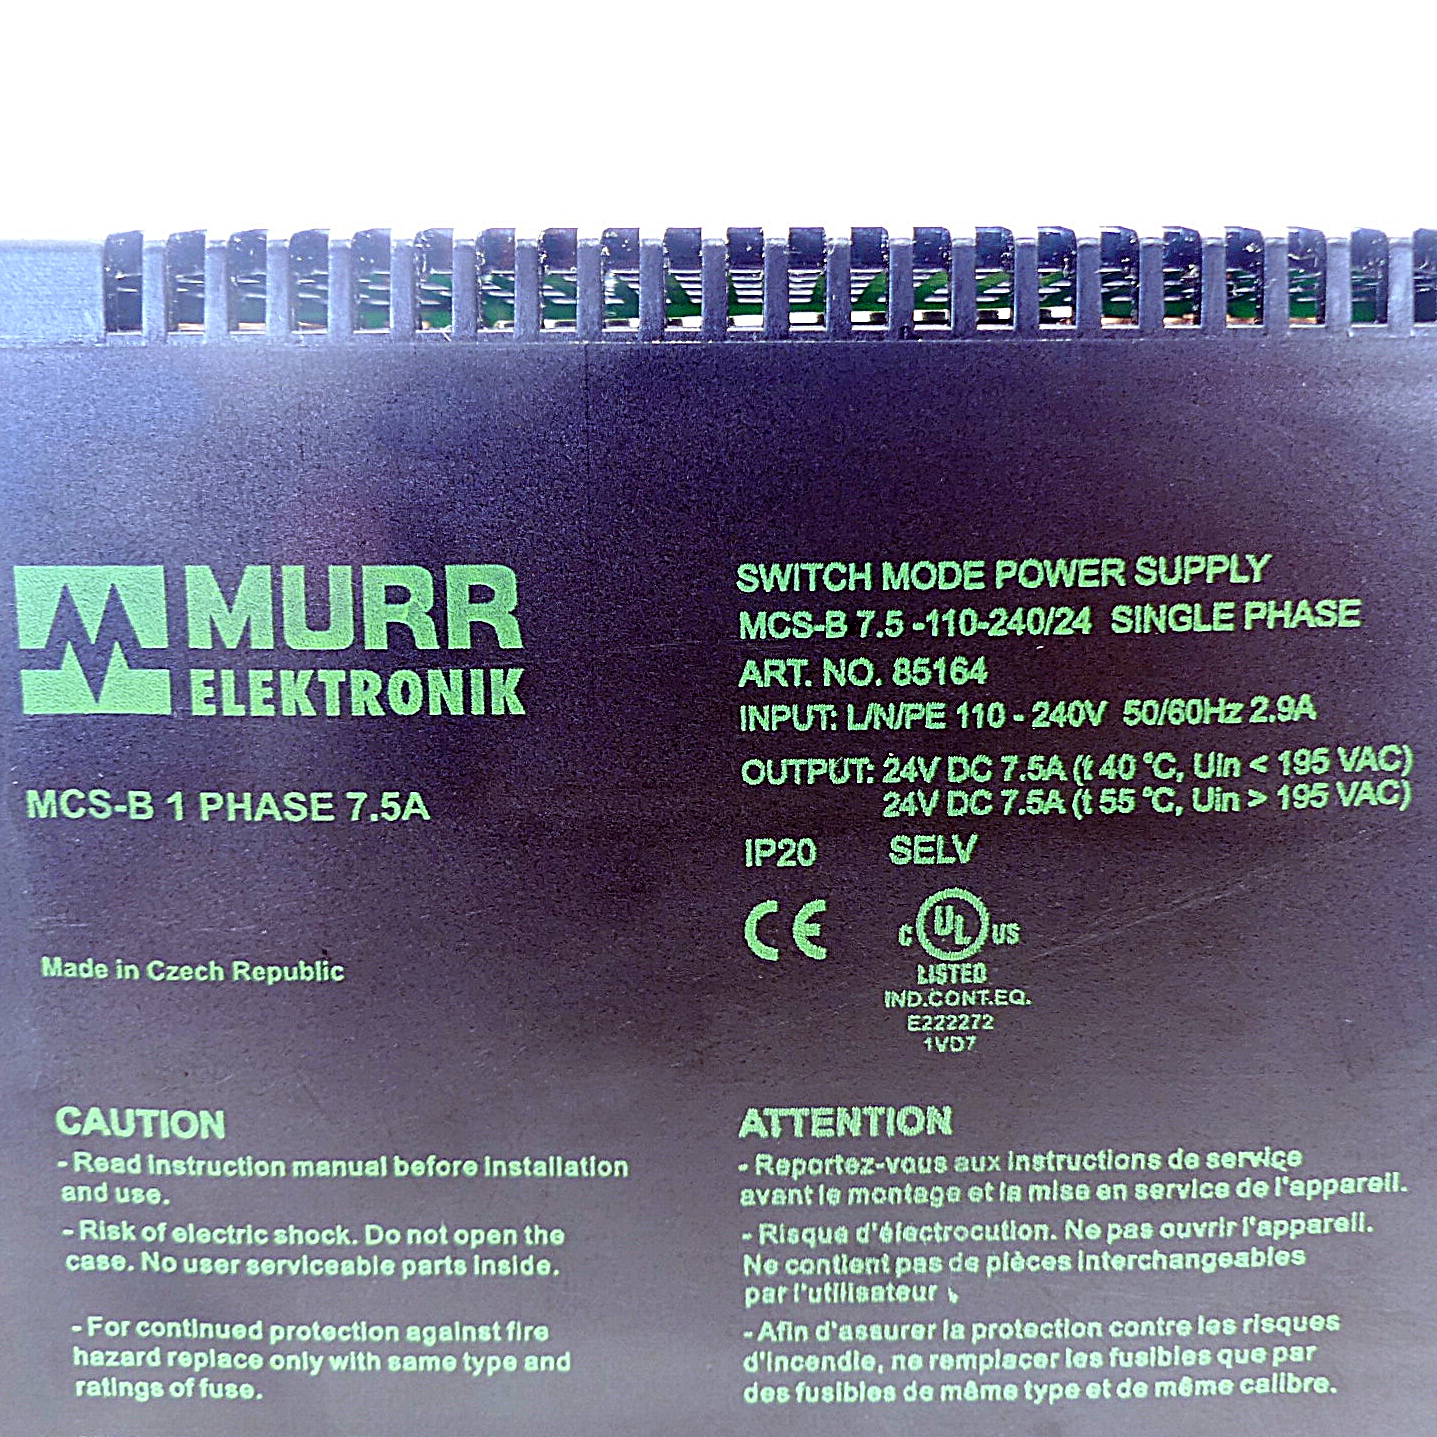 MURR
ELEKTRONIK
MCS-B 1 PHASE 7.5A
Made in Czech Republic
SWITCH MODE POWER SUPPLY
MCS-B 7.5 -110-240/24 SINGLE PHASE
ART. NO. 85164
INPUT: L/N/PE 110 - 240V 50/60Hz 2.9A
OUTPUT: 24V DC 7.5A (t 40 °C, Uin < 195 VAC)
24V DC 7.5A (t 55 °C, Uin > 195 VAC)
IP20 SELV
CE
C UL US
LISTED
IND.CONT.EQ.
E222272
1VD7
CAUTION
- Read instruction manual before installation
and use.
- Risk of electric shock. Do not open the
case. No user serviceable parts inside.
- For continued protection against fire
hazard replace only with same type and
ratings of fuse.
ATTENTION
- Reportez-vous aux instructions de service
avant le montage et la mise en service de l'appareil.
- Risque d'électrocution. Ne pas ouvrir l'appareil.
Ne contient pas de pièces interchangeables
par l'utilisateur .
- Afin d'assurer la protection contre les risques
d'incendie, ne remplacer les fusibles que par
des fusibles de même type et de même calibre.